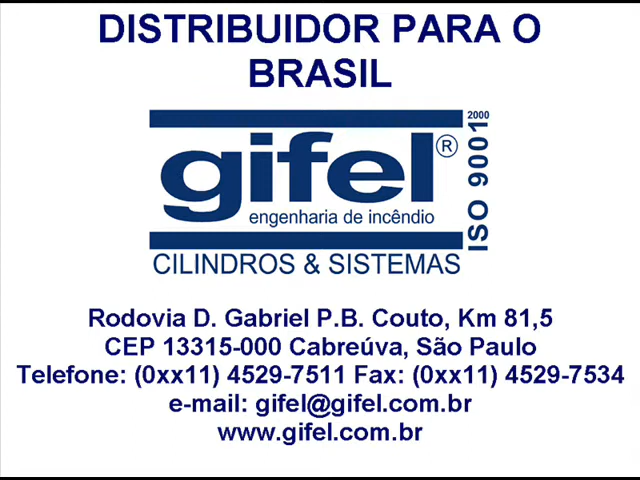 DISTRIBUIDOR PARA O
BRASIL
gifel®
engenharia de incêndio
CILINDROS & SISTEMAS
ISO 9001
2000
Rodovia D. Gabriel P.B. Couto, Km 81,5
CEP 13315-000 Cabreúva, São Paulo
Telefone: (0xx11) 4529-7511 Fax: (0xx11) 4529-7534
e-mail: gifel@gifel.com.br
www.gifel.com.br